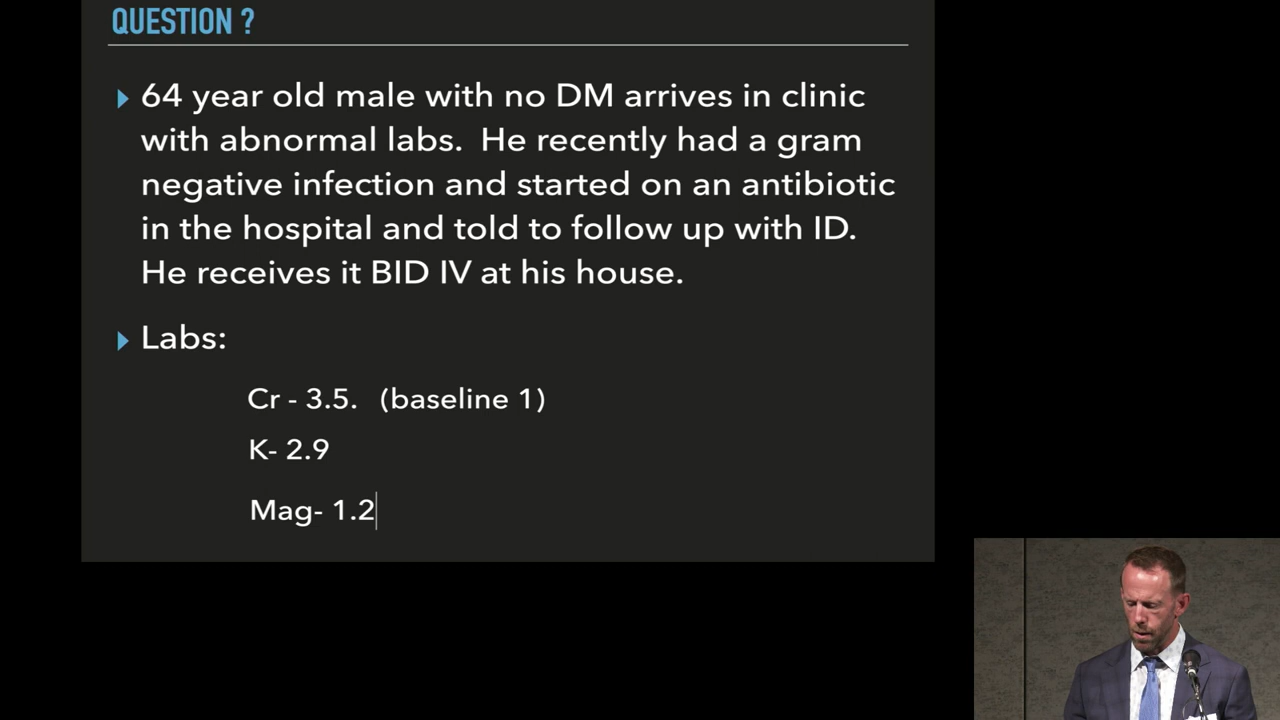 QUESTION ?
64 year old male with no DM arrives in clinic
with abnormal labs.  He recently had a gram
negative infection and started on an antibiotic
in the hospital and told to follow up with ID.
He receives it BID IV at his house.
Labs:
Cr - 3.5.   (baseline 1)
K- 2.9
Mag- 1.2